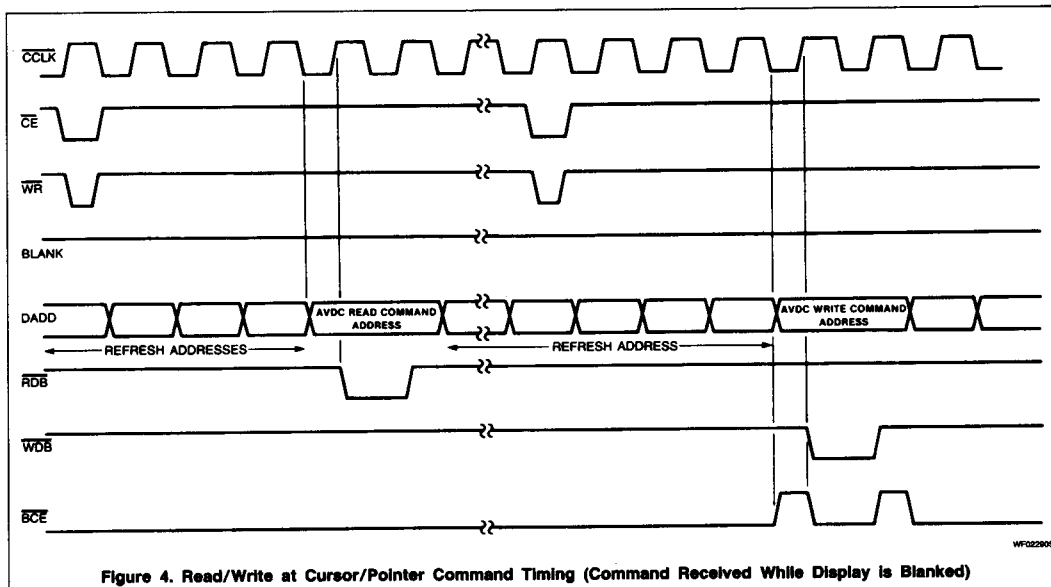 CCLK
CE
WR
BLANK
DADD
AVDC READ COMMAND
ADDRESS
AVDC WRITE COMMAND
ADDRESS
REFRESH ADDRESSES
REFRESH ADDRESS
RDB
WDB
BCE
WF022905
Figure 4. Read/Write at Cursor/Pointer Command Timing (Command Received While Display is Blanked)